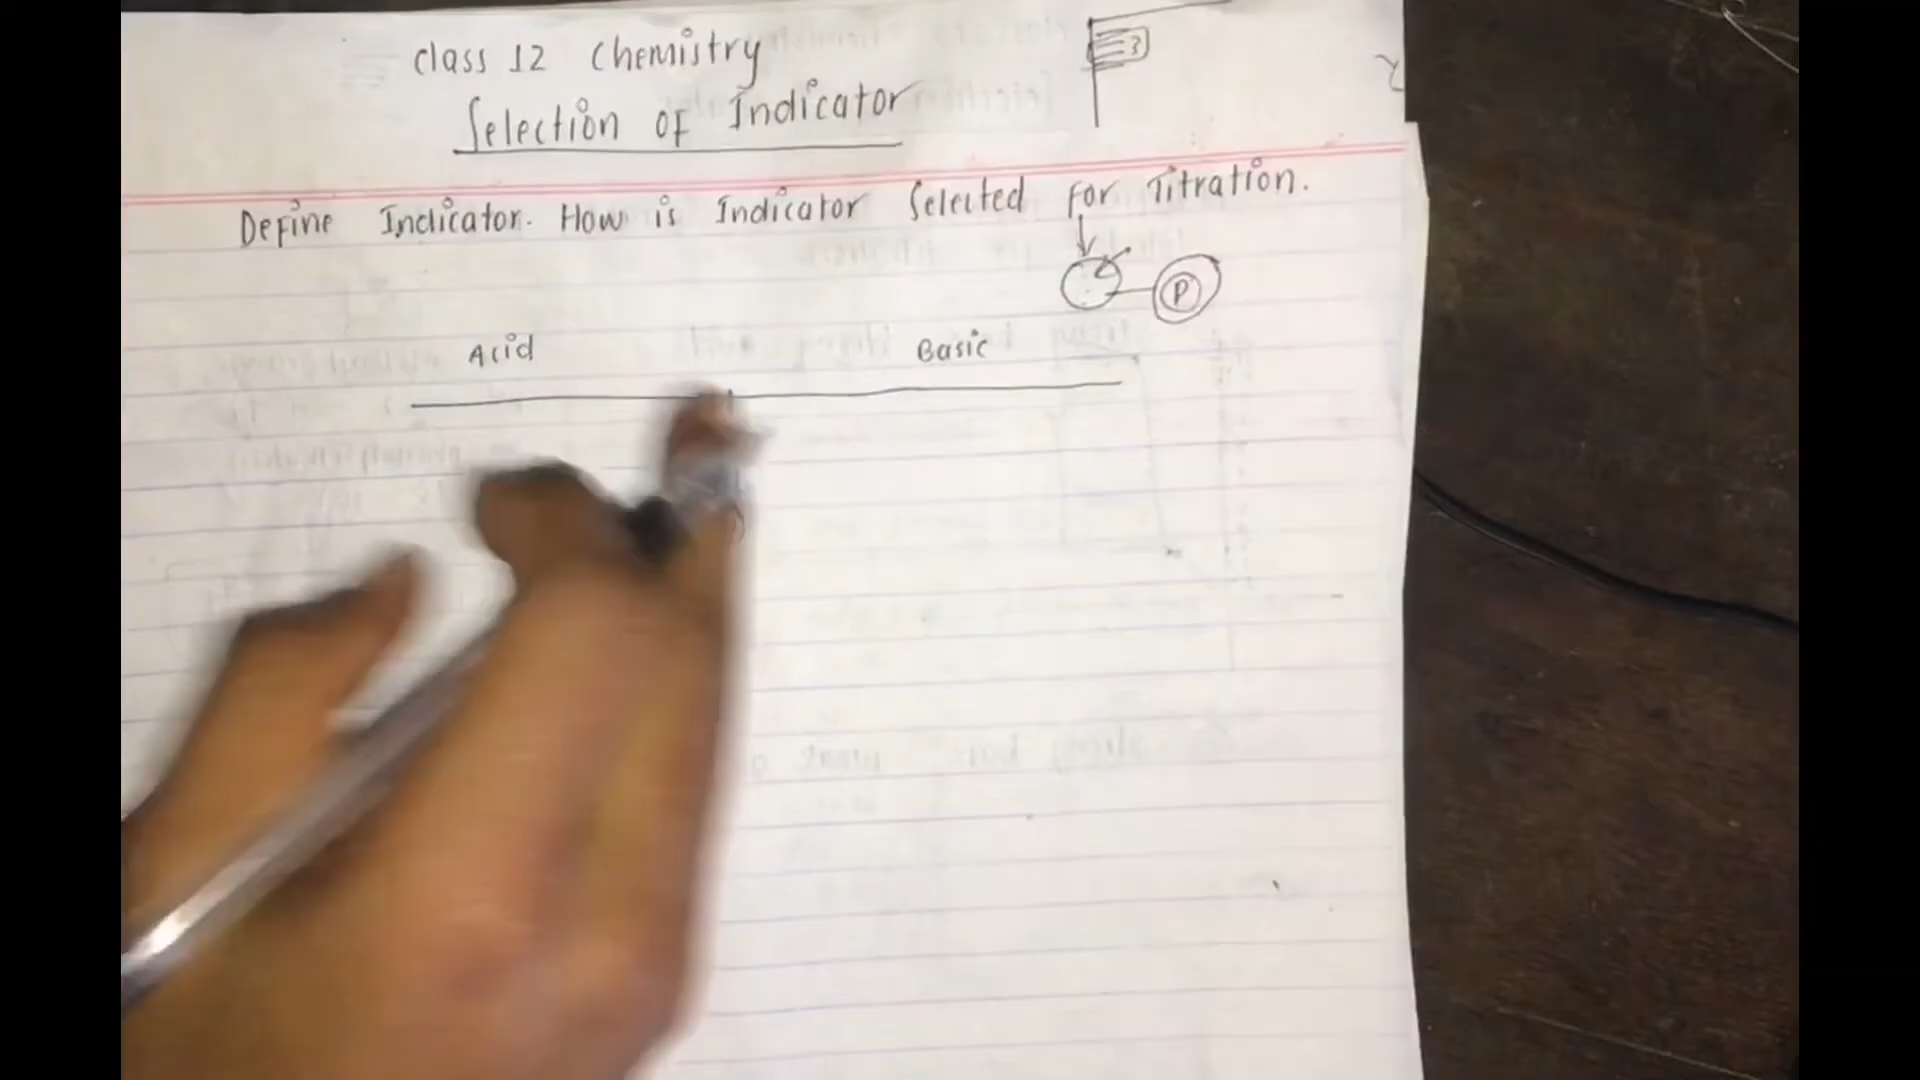 Class 12 Chemistry
Selection of Indicator
Define Indicator. How is Indicator Selected for Titration.
P
Acid Basic